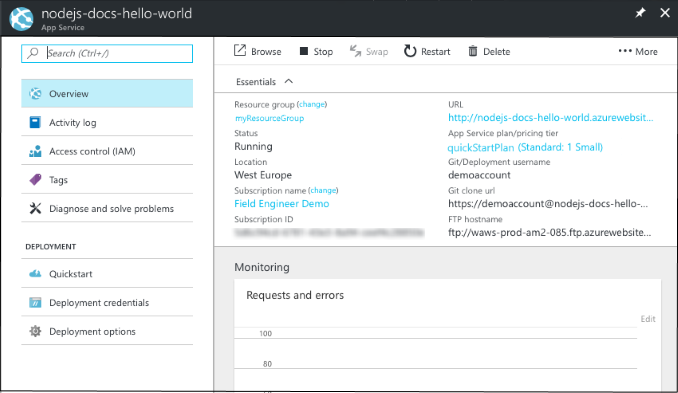 nodejs-docs-hello-world
App Service
Search (Ctrl+/)
Overview
Activity log
Access control (IAM)
Tags
Diagnose and solve problems
DEPLOYMENT
Quickstart
Deployment credentials
Deployment options
Browse
Stop
Swap
Restart
Delete
More
Essentials
Resource group (change)
myResourceGroup
Status
Running
Location
West Europe
Subscription name (change)
Field Engineer Demo
Subscription ID
URL
http://nodejs-docs-hello-world.azurewebsite...
App Service plan/pricing tier
quickStartPlan (Standard: 1 Small)
Git/Deployment username
demoaccount
Git clone url
https://demoaccount@nodejs-docs-hello-...
FTP hostname
ftp://waws-prod-am2-085.ftp.azurewebsite...
Monitoring
Requests and errors
Edit
100
80